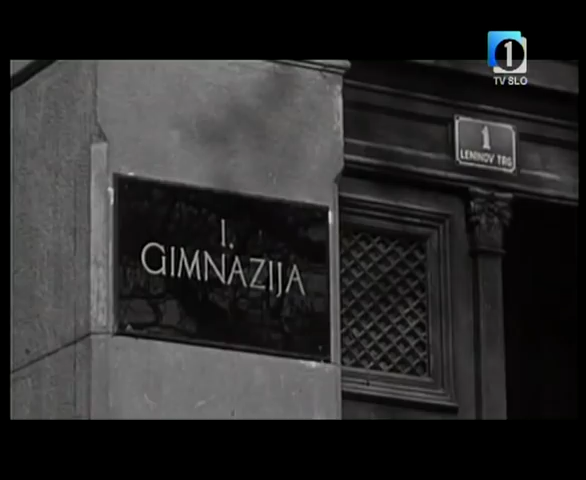 1
TV SLO
1
LENINOV TRG
I.
GIMNAZIJA